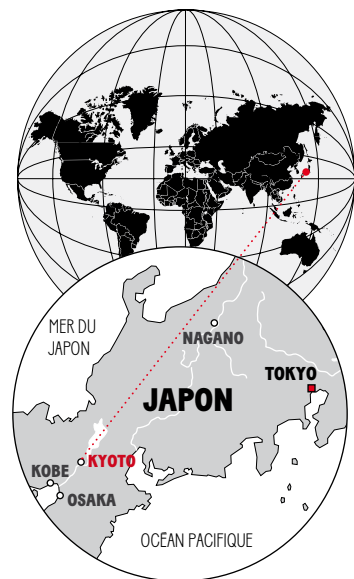 MER DU
JAPON
NAGANO
TOKYO
JAPON
KYOTO
KOBE
OSAKA
OCÉAN PACIFIQUE